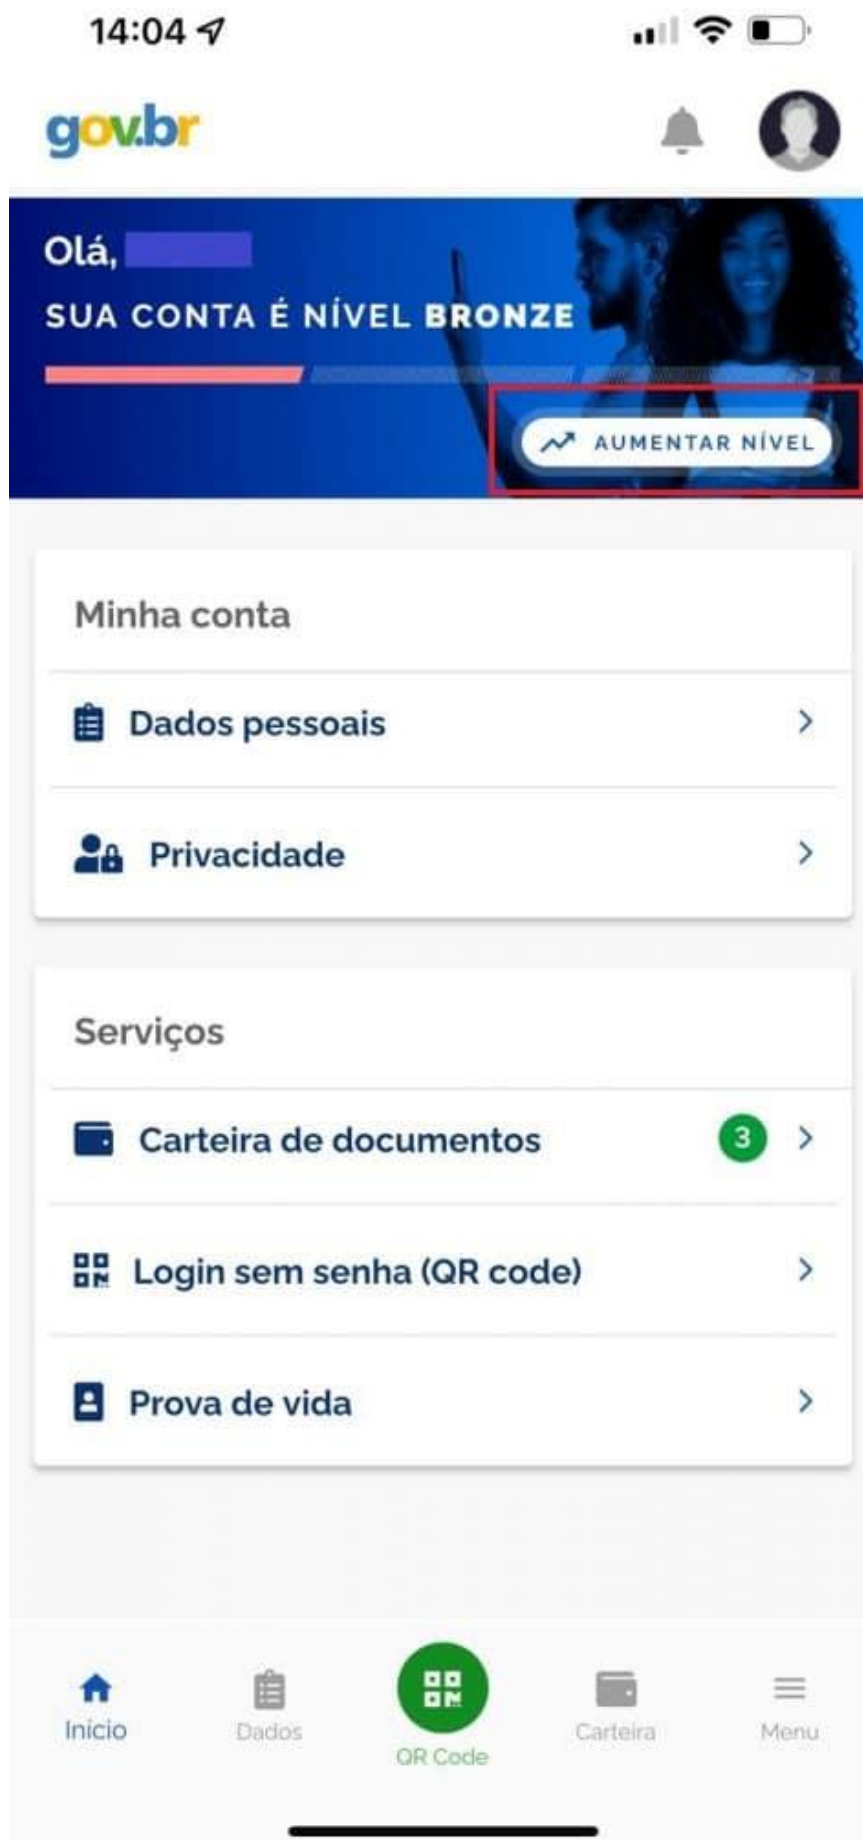 14:04
gov.br
Olá,
SUA CONTA É NÍVEL BRONZE
AUMENTAR NÍVEL
Minha conta
Dados pessoais
Privacidade
Serviços
Carteira de documentos 3
Login sem senha (QR code)
Prova de vida
Início Dados QR Code Carteira Menu